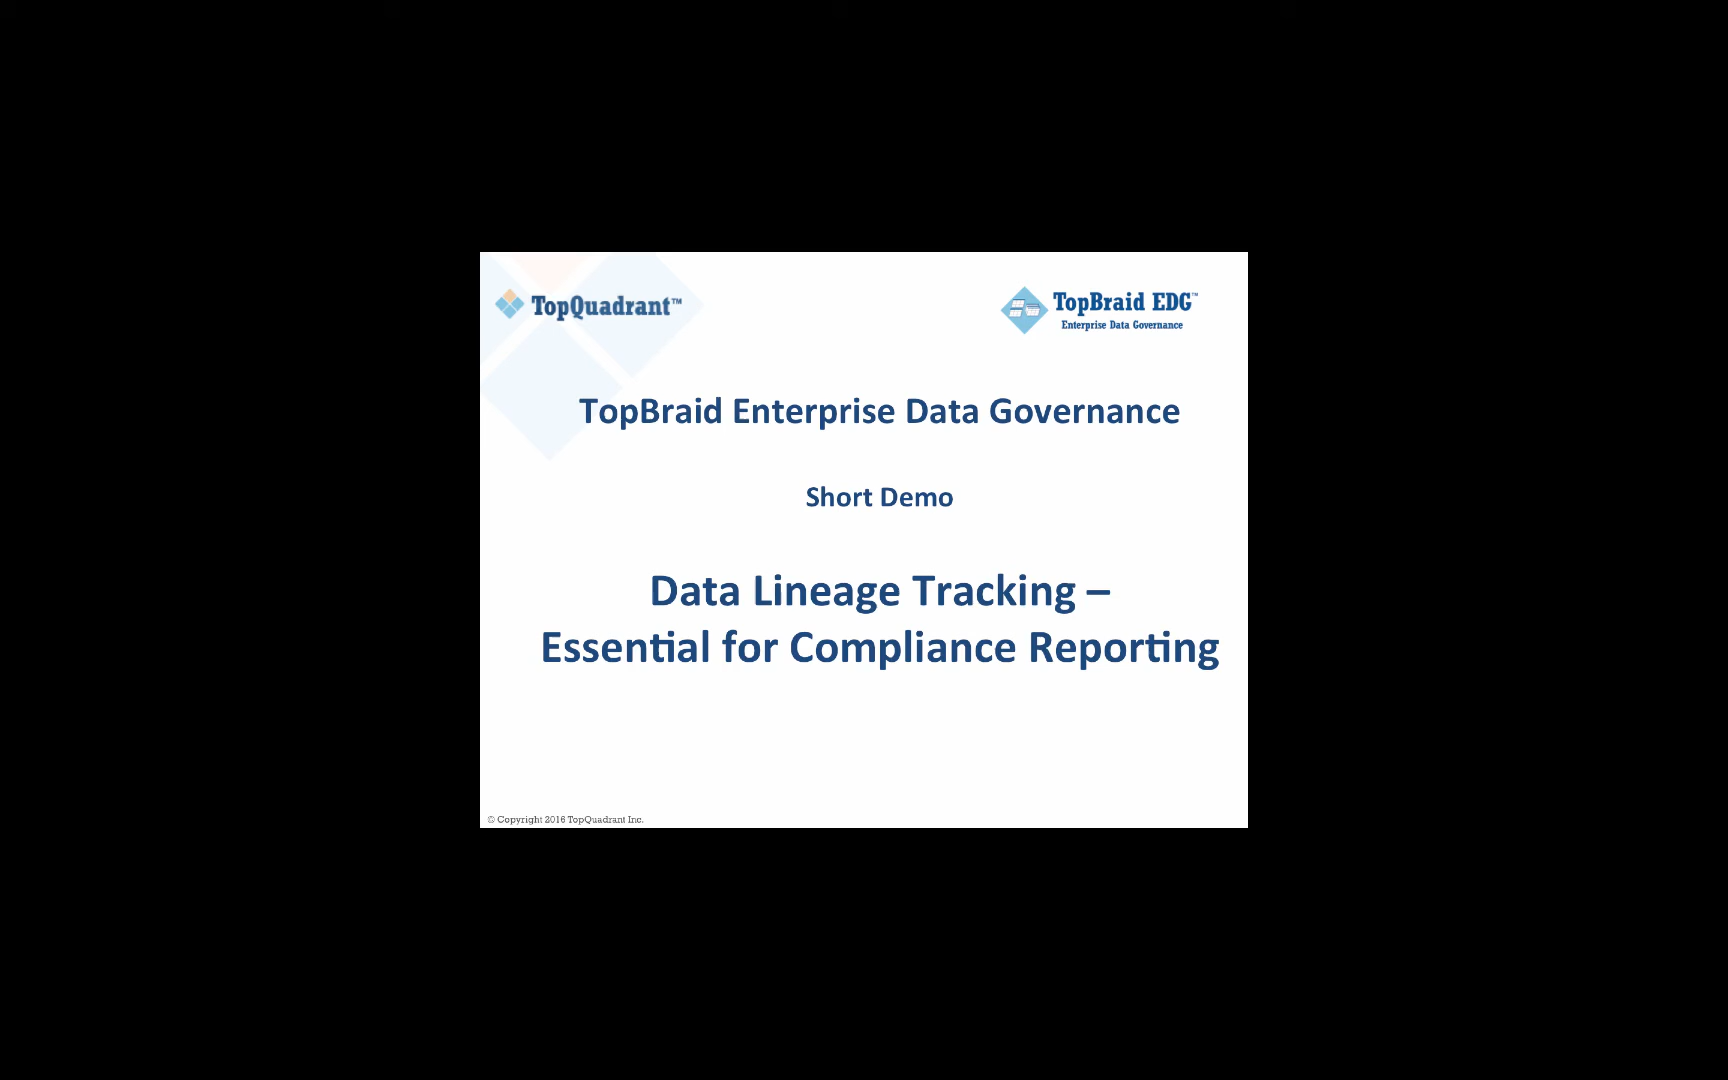 TopQuadrant™
TopBraid EDG™
Enterprise Data Governance
TopBraid Enterprise Data Governance
Short Demo
Data Lineage Tracking –
Essential for Compliance Reporting
© Copyright 2016 TopQuadrant Inc.